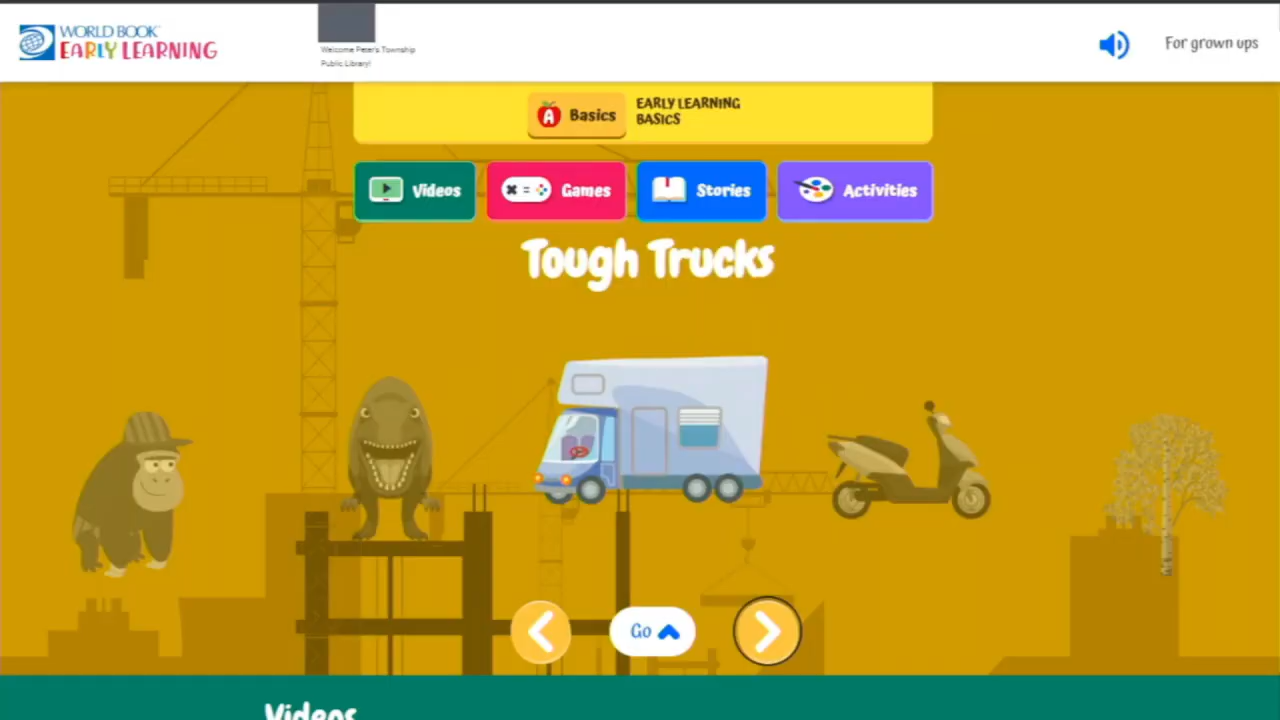 WORLD BOOK
EARLY LEARNING
Welcome Peter's Township
Public Library!
For grown ups
A Basics
EARLY LEARNING
BASICS
Videos
Games
Stories
Activities
Tough Trucks
Go
Videos